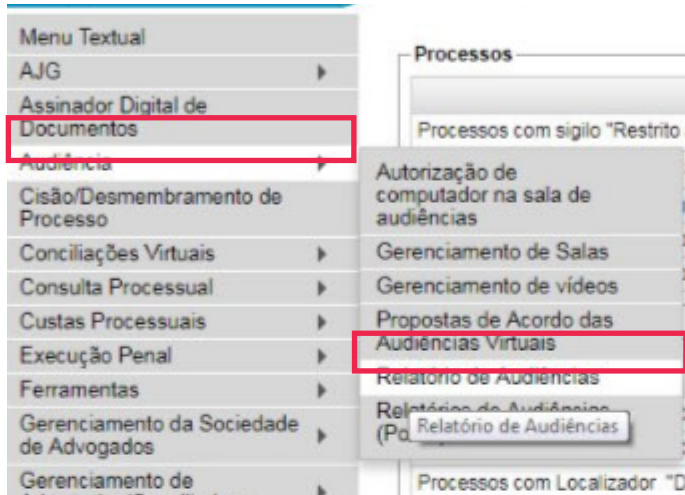 Menu Textual
AJG
Assinador Digital de
Documentos
Audiência
Cisão/Desmembramento de
Processo
Conciliações Virtuais
Consulta Processual
Custas Processuais
Execução Penal
Ferramentas
Gerenciamento da Sociedade
de Advogados
Gerenciamento de
Processos
Processos com sigilo "Restrito
Autorização de
computador na sala de
audiências
Gerenciamento de Salas
Gerenciamento de vídeos
Propostas de Acordo das
Audiências Virtuais
Relatório de Audiências
Relatórios de Audiências
(Po
Relatório de Audiências
Processos com Localizador "D